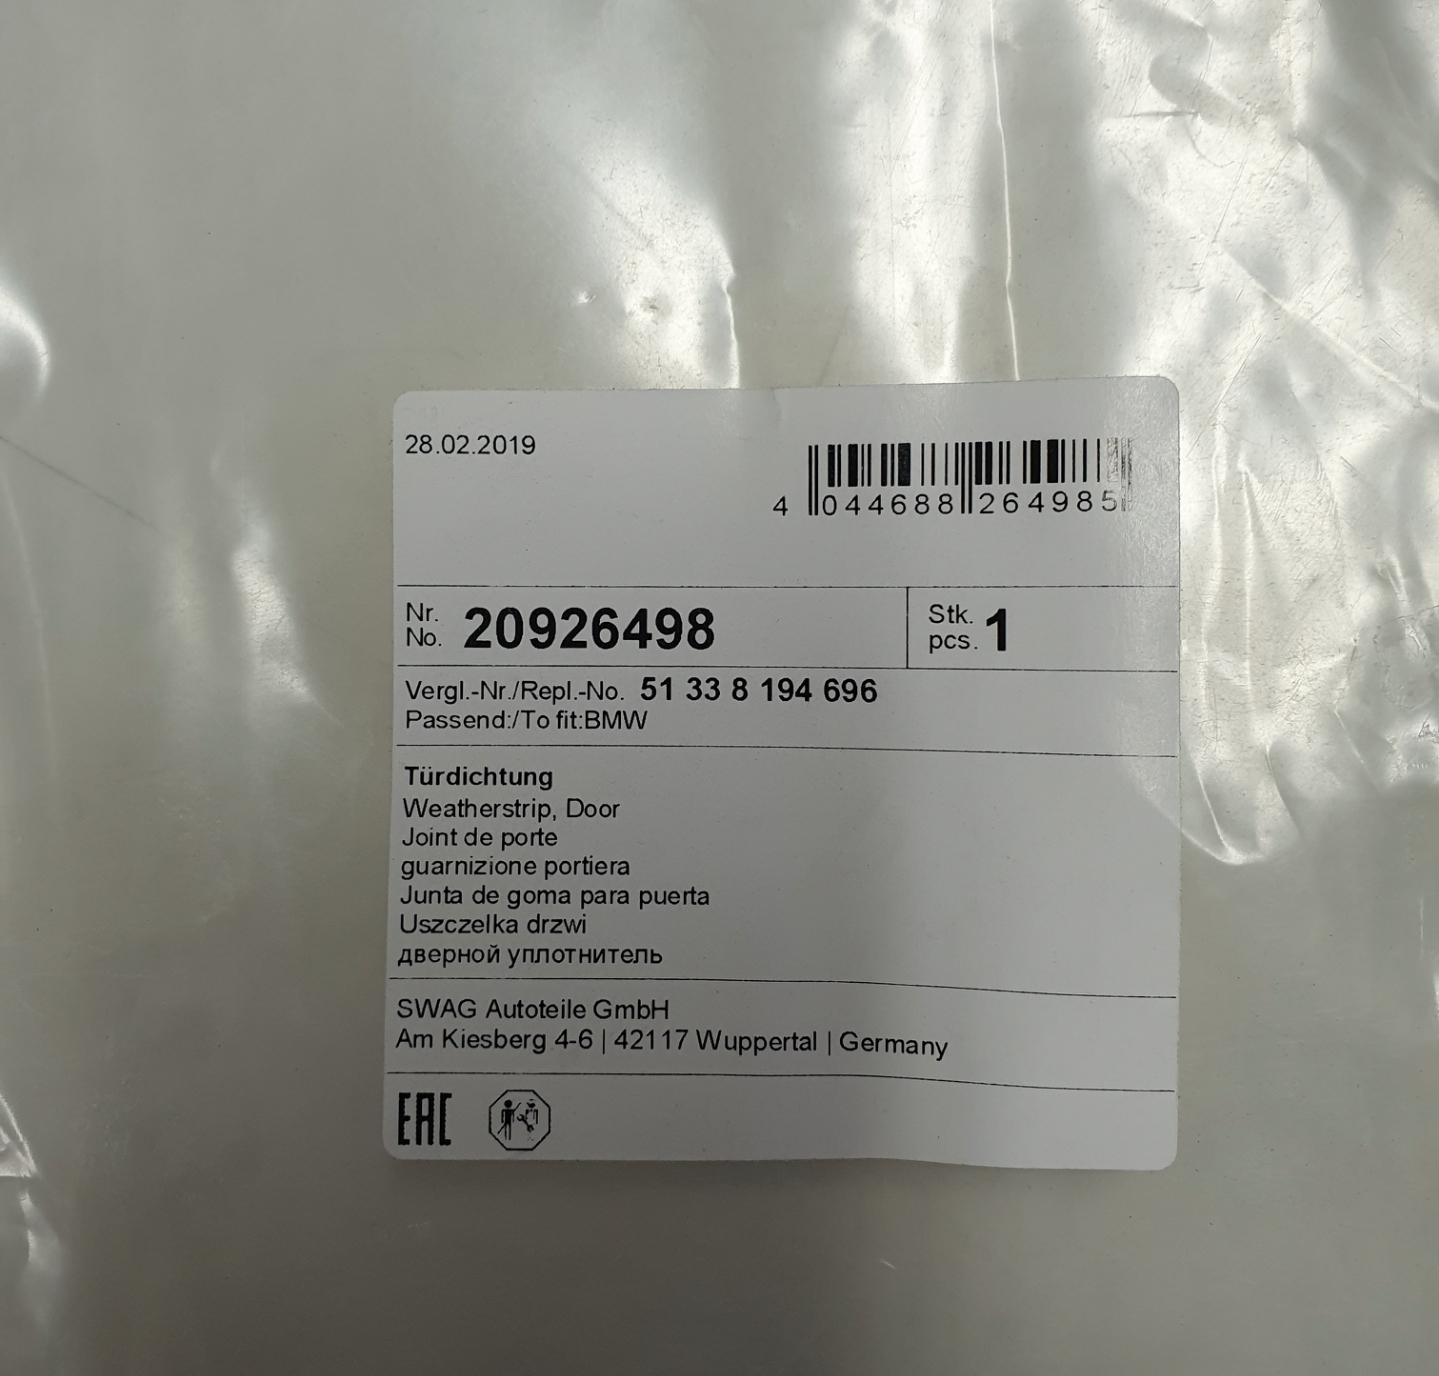 28.02.2019
4 044688 264985
Nr.
No. 20926498
Stk.
pcs. 1
Vergl.-Nr./Repl.-No. 51 33 8 194 696
Passend:/To fit:BMW
Türdichtung
Weatherstrip, Door
Joint de porte
guarnizione portiera
Junta de goma para puerta
Uszczelka drzwi
дверной уплотнитель
SWAG Autoteile GmbH
Am Kiesberg 4-6 | 42117 Wuppertal | Germany
EAC